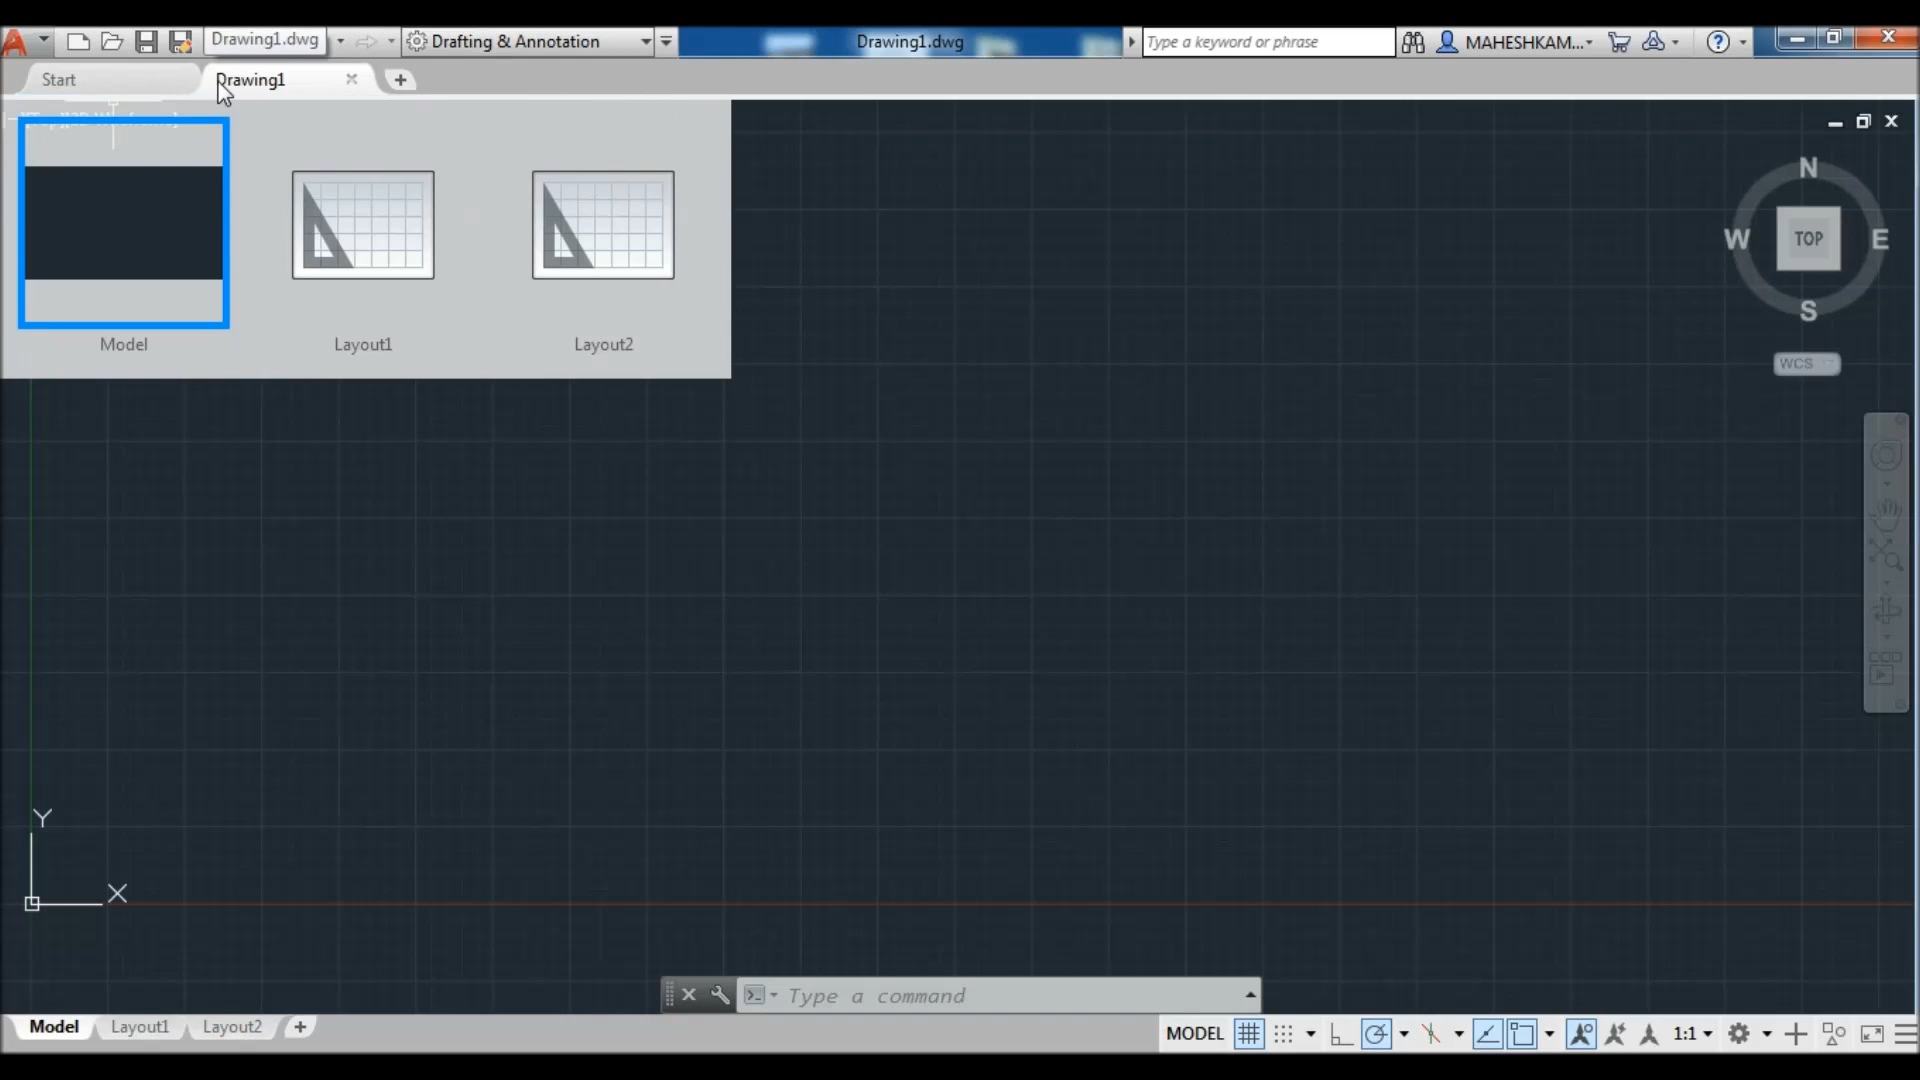 Drawing1.dwg
Drafting & Annotation
Drawing1.dwg
Type a keyword or phrase
MAHESHKAM...
Start
Drawing1
Model
Layout1
Layout2
N
W
TOP
E
S
WCS
Y
X
Type a command
Model
Layout1
Layout2
MODEL
1:1